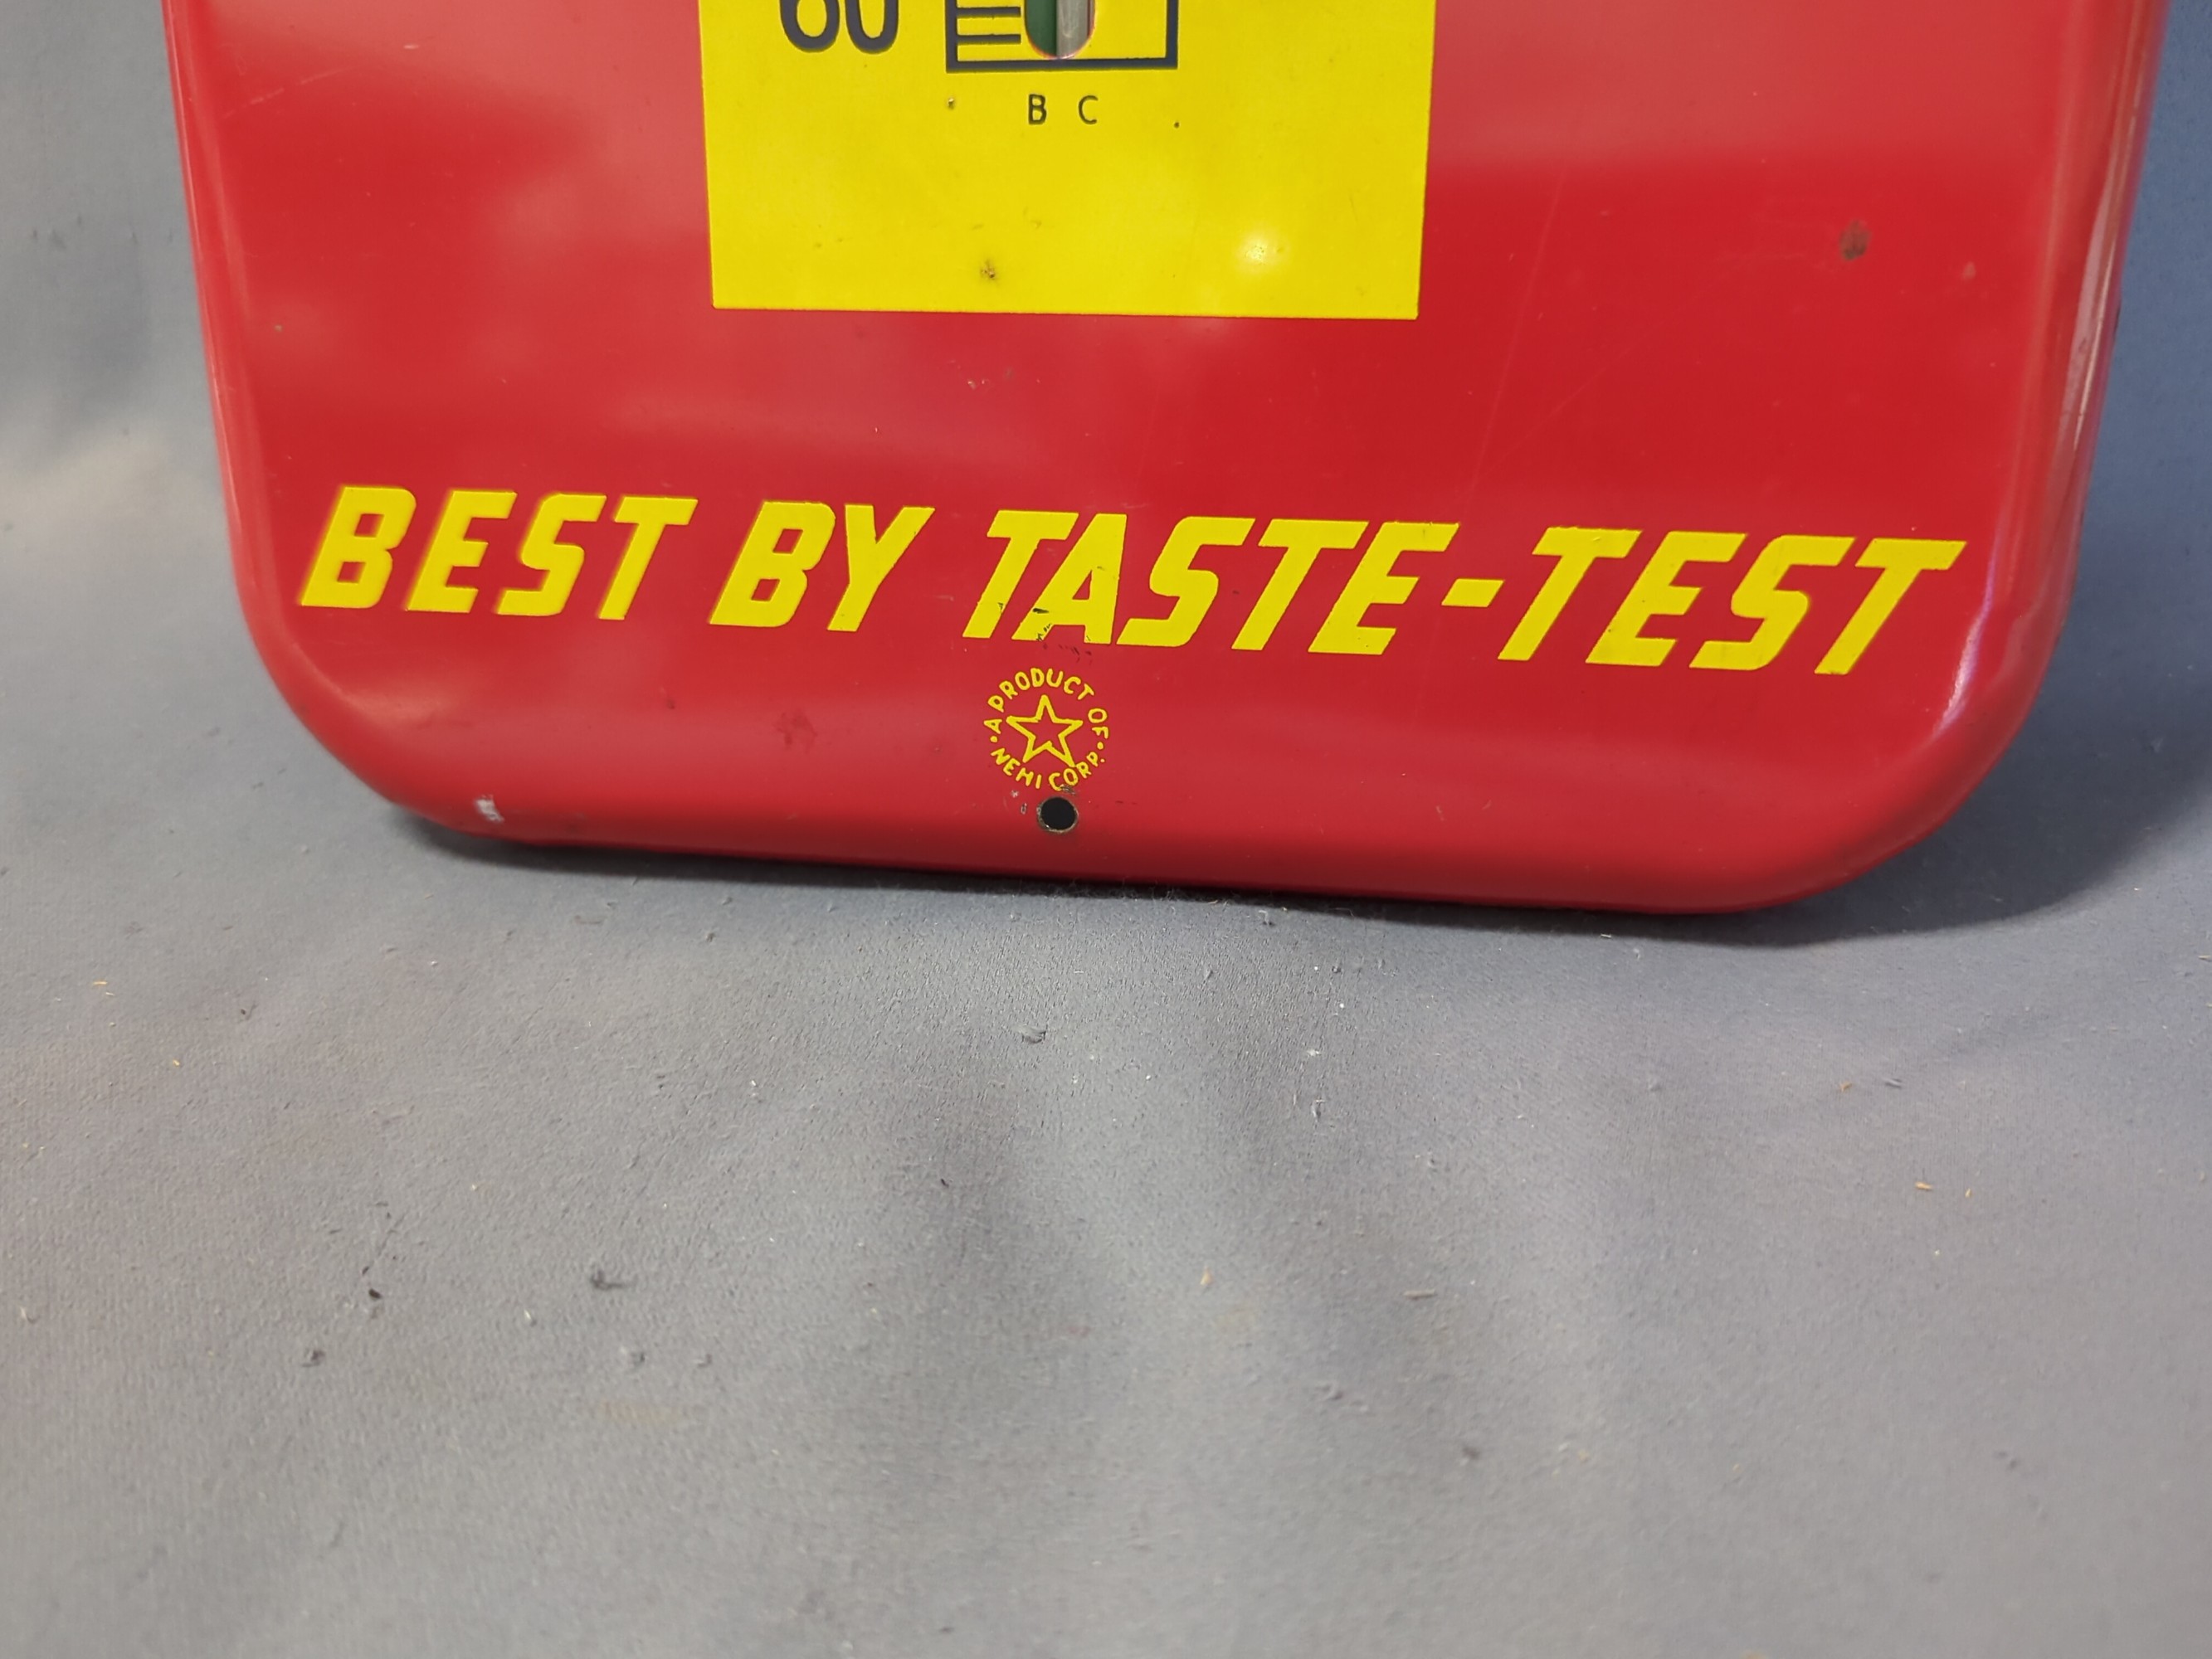 60
B C
BEST BY TASTE-TEST
· A PRODUCT OF ·
NEHI CORP.